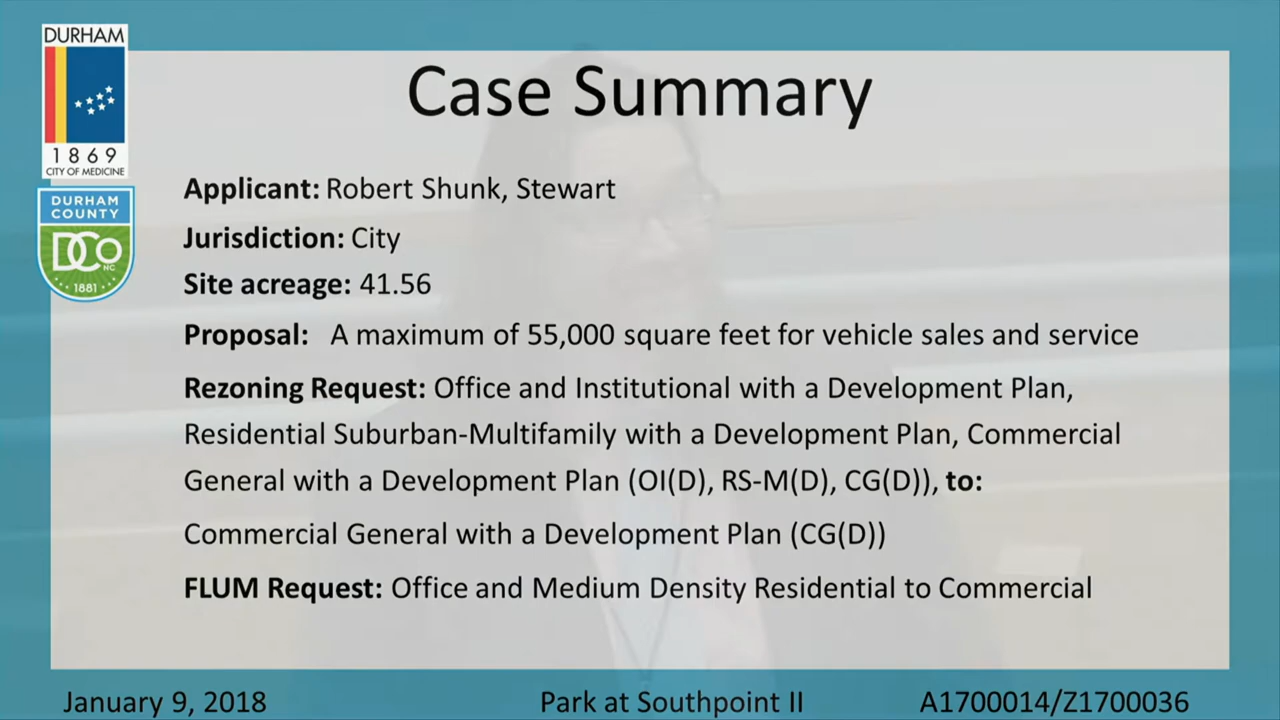 DURHAM
1869
CITY OF MEDICINE
DURHAM
COUNTY
DCo
NC
1881
Case Summary
Applicant: Robert Shunk, Stewart
Jurisdiction: City
Site acreage: 41.56
Proposal: A maximum of 55,000 square feet for vehicle sales and service
Rezoning Request: Office and Institutional with a Development Plan,
Residential Suburban-Multifamily with a Development Plan, Commercial
General with a Development Plan (OI(D), RS-M(D), CG(D)), to:
Commercial General with a Development Plan (CG(D))
FLUM Request: Office and Medium Density Residential to Commercial
January 9, 2018
Park at Southpoint II
A1700014/Z1700036